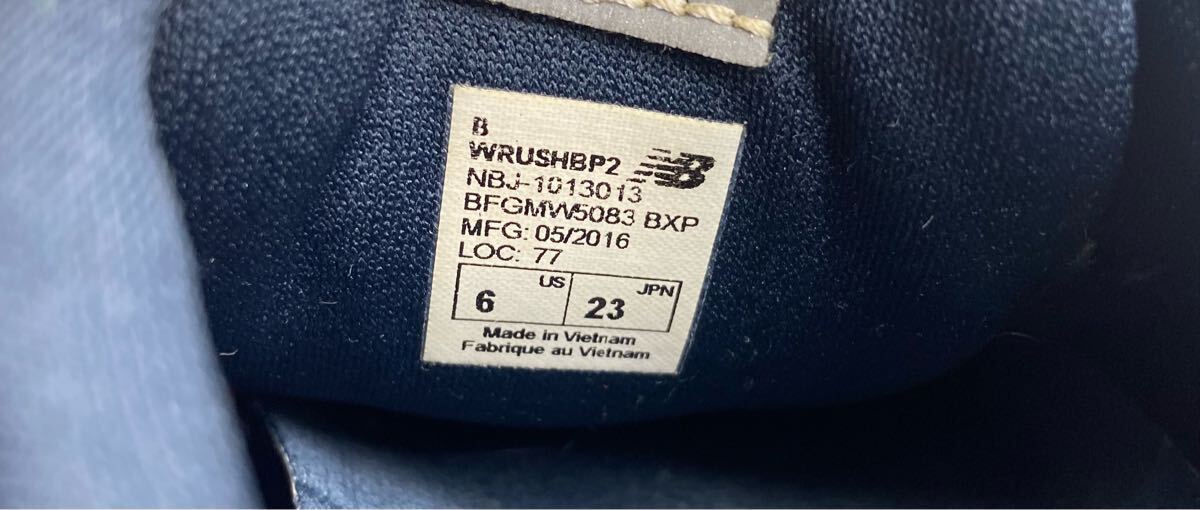 B
WRUSHBP2
NBJ-1013013
BFGMW5083 BXP
MFG: 05/2016
LOC: 77
US JPN
6 23
Made in Vietnam
Fabrique au Vietnam